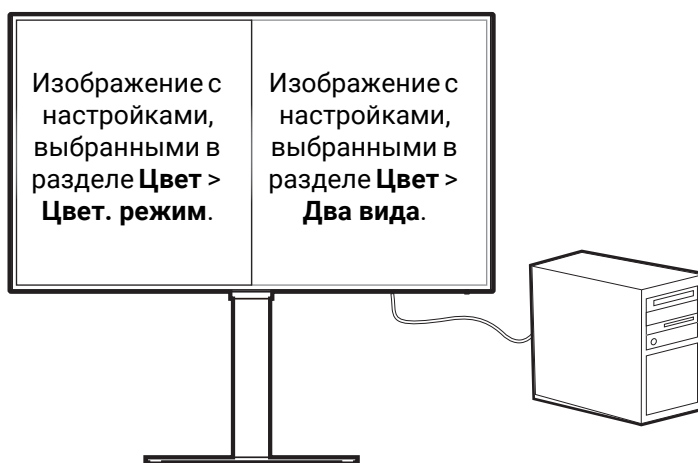 Изображение с
настройками,
выбранными в
разделе Цвет >
Цвет. режим.
Изображение с
настройками,
выбранными в
разделе Цвет >
Два вида.